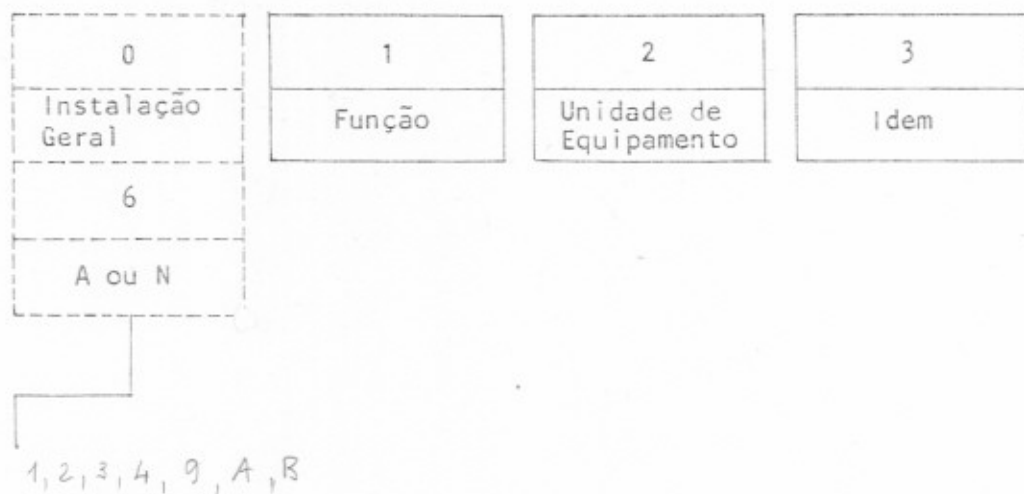 0
Instalação
Geral
6
A ou N
1
Função
2
Unidade de
Equipamento
3
Idem
1,2,3,4,9,A,B